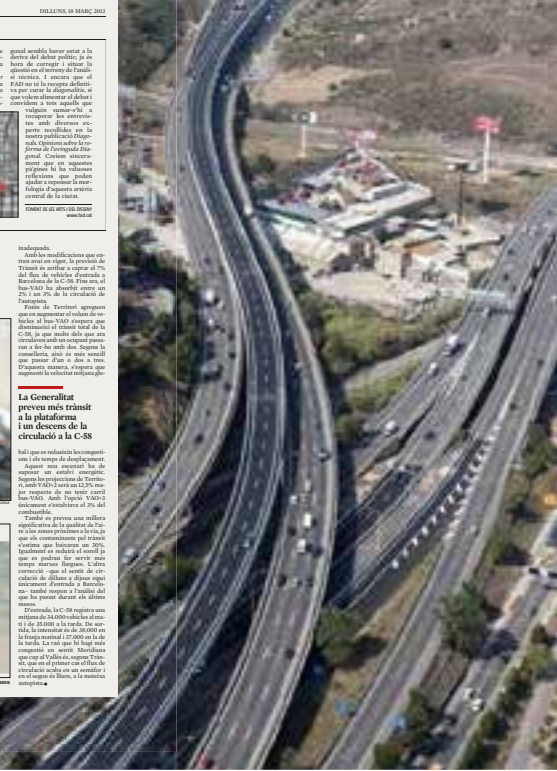 DILLUNS, 18 MARÇ 2013
gonal sembla haver estat a la
deriva del debat polític; ja és
hora de corregir i situar la
qüestió en el terreny de l'anàli-
si tècnica. I encara que el
FAD no té la recepta definiti-
va per curar la diagonalitis, sí
que volem alimentar el debat i
convidem a tots aquells que
vulguin sumar-s'hi a
recuperar les entrevis-
tes amb diversos ex-
perts recollides en la
nostra publicació Diago-
nals. Opinions sobre la re-
forma de l'avinguda Dia-
gonal. Creiem sincera-
ment que en aquestes
pàgines hi ha valuoses
reflexions que poden
ajudar a repensar la mor-
fologia d'aquesta artèria
central de la ciutat.
FOMENT DE LES ARTS I DEL DISSENY
www.fad.cat
inadequada.
Amb les modificacions que en-
tren avui en vigor, la previsió de
Trànsit és arribar a captar el 7%
del flux de vehicles d'entrada a
Barcelona de la C-58. Fins ara, el
bus-VAO ha absorbit entre un
2% i un 3% de la circulació de
l'autopista.
Fonts de Territori agreguen
que en augmentar el volum de ve-
hicles al bus-VAO s'espera que
disminueixi el trànsit total de la
C-58, ja que molts dels que ara
circulaven amb un ocupant passa-
ran a fer-ho amb dos. Segons la
conselleria, això és més senzill
que passar d'un o dos a tres.
D'aquesta manera, s'espera que
augmenti la velocitat mitjana glo-
La Generalitat
preveu més trànsit
a la plataforma
i un descens de la
circulació a la C-58
bal i que es redueixin les congesti-
ons i els temps de desplaçament.
Aquest nou escenari ha de
suposar un estalvi energètic.
Segons les projeccions de Territo-
ri, amb VAO+2 serà un 12,5% ma-
jor respecte de no tenir carril
bus-VAO. Amb l'opció VAO+3
únicament s'estalviava el 3% del
combustible.
També es preveu una millora
significativa de la qualitat de l'ai-
re a les zones pròximes a la via, ja
que els contaminants pel trànsit
s'estima que baixaran un 30%.
Igualment es reduirà el soroll ja
que es podran fer servir més
temps marxes llargues. L'altra
correcció –que el sentit de cir-
culació de dilluns a dijous sigui
únicament d'entrada a Barcelo-
na– també respon a l'anàlisi del
que ha passat durant els últims
mesos.
D'entrada, la C-58 registra una
mitjana de 34.000 vehicles al ma-
tí i de 35.000 a la tarda. De sor-
tida, la intensitat és de 38.000 en
la franja matinal i 37.000 en la de
la tarda. La raó que hi hagi més
congestió en sentit Meridiana
que cap al Vallès és, segons Tràn-
sit, que en el primer cas el flux de
circulació acaba en un semàfor i
en el segon és lliure, a la mateixa
autopista.